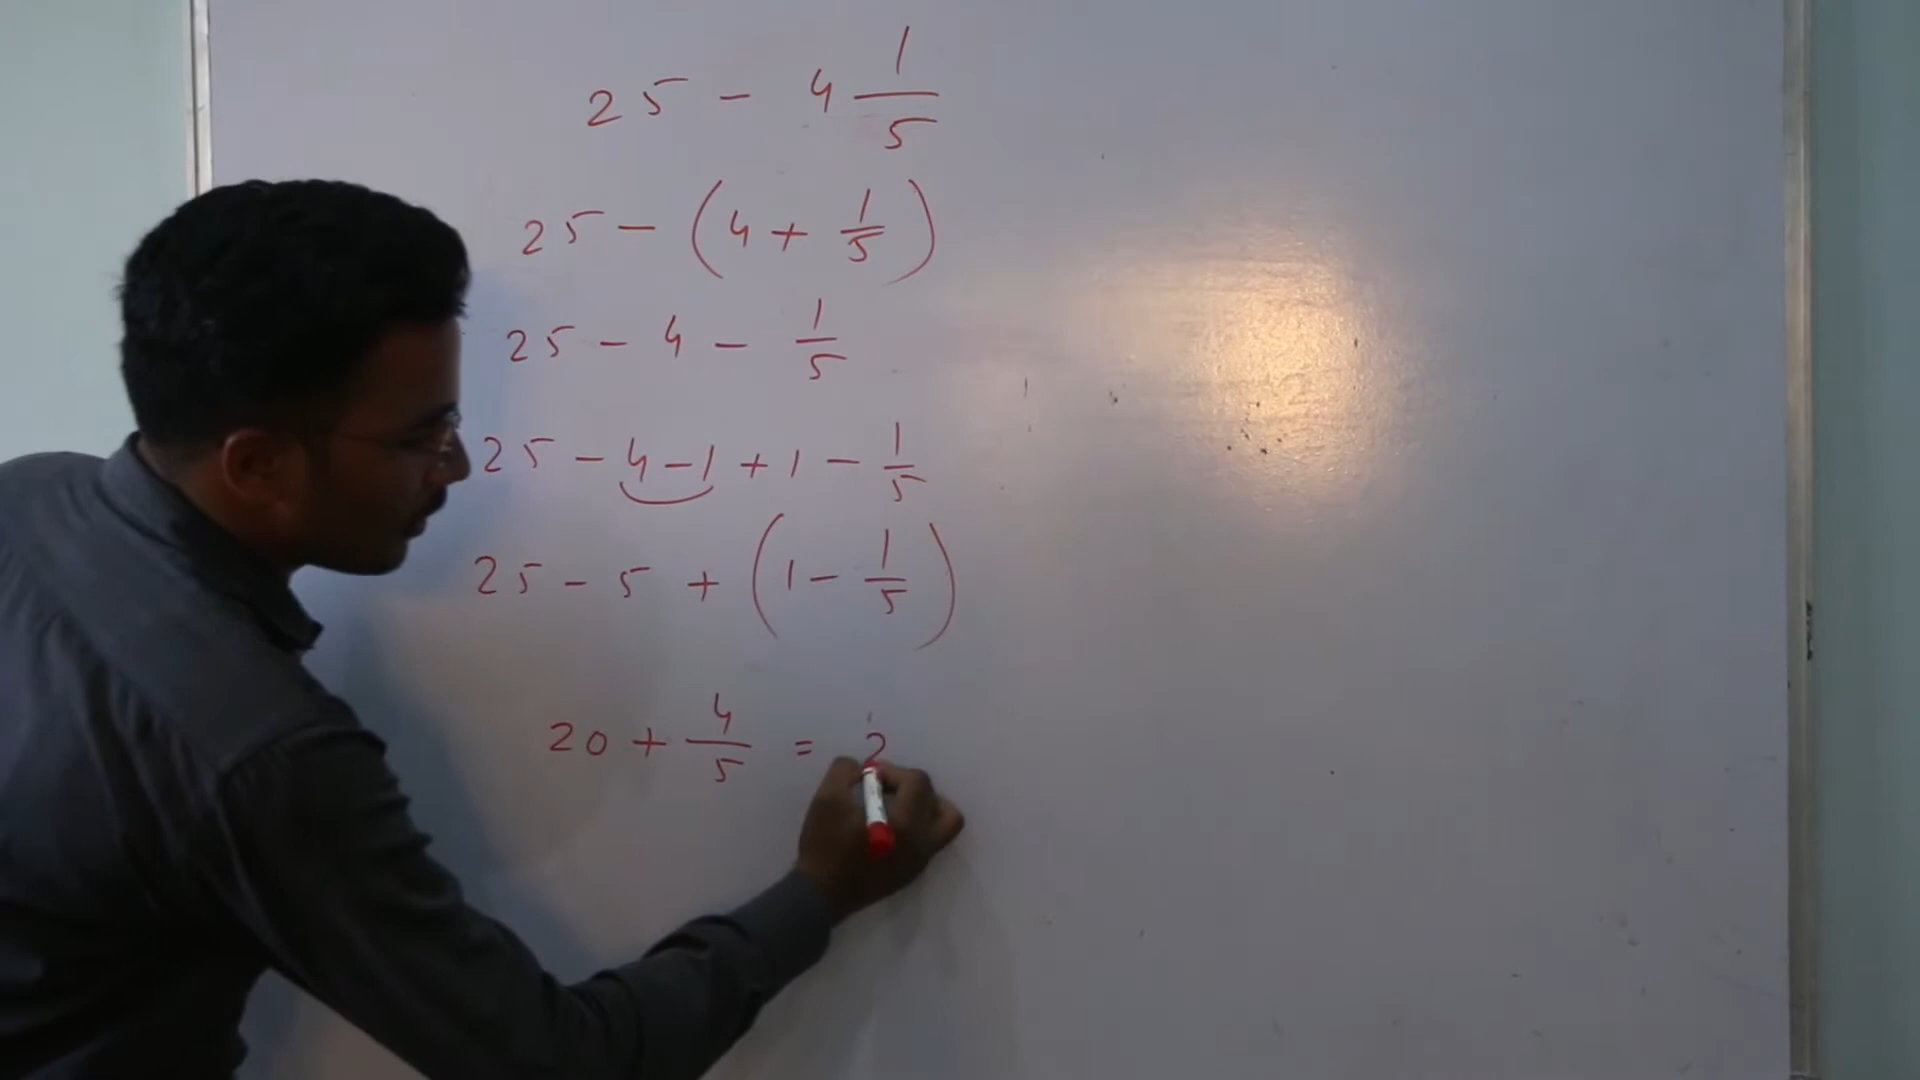 25 - 4 1/5
25 - (4 + 1/5)
25 - 4 - 1/5
25 - 4 - 1 + 1 - 1/5
25 - 5 + (1 - 1/5)
20 + 4/5 = 2